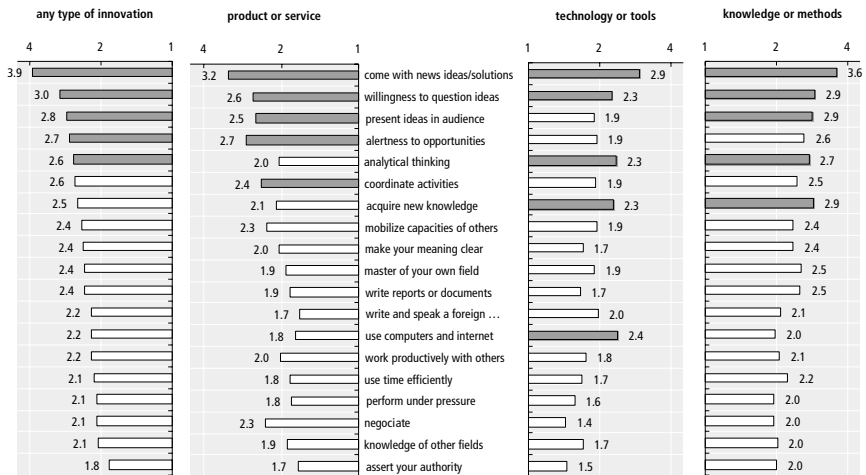 any type of innovation product or service technology or tools knowledge or methods
4 2 1 4 2 1 1 2 4 1 2 4
3.9 3.2 come with news ideas/solutions 2.9 3.6
3.0 2.6 willingness to question ideas 2.3 2.9
2.8 2.5 present ideas in audience 1.9 2.9
2.7 2.7 alertness to opportunities 1.9 2.6
2.6 2.0 analytical thinking 2.3 2.7
2.6 2.4 coordinate activities 1.9 2.5
2.5 2.1 acquire new knowledge 2.3 2.9
2.4 2.3 mobilize capacities of others 1.9 2.4
2.4 2.0 make your meaning clear 1.7 2.4
2.4 1.9 master of your own field 1.9 2.5
2.4 1.9 write reports or documents 1.7 2.5
2.2 1.7 write and speak a foreign … 2.0 2.1
2.2 1.8 use computers and internet 2.4 2.0
2.2 2.0 work productively with others 1.8 2.1
2.1 1.8 use time efficiently 1.7 2.2
2.1 1.8 perform under pressure 1.6 2.0
2.1 2.3 negociate 1.4 2.0
2.1 1.9 knowledge of other fields 1.7 2.0
1.8 1.7 assert your authority 1.5 2.0